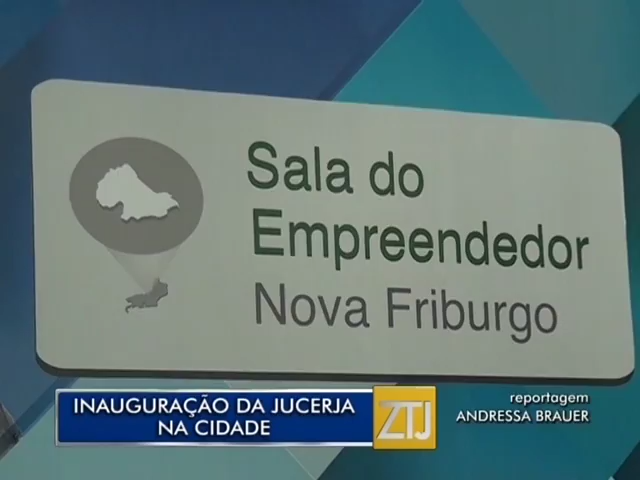 Sala do
Empreendedor
Nova Friburgo
INAUGURAÇÃO DA JUCERJA
NA CIDADE
ZTJ
reportagem
ANDRESSA BRAUER